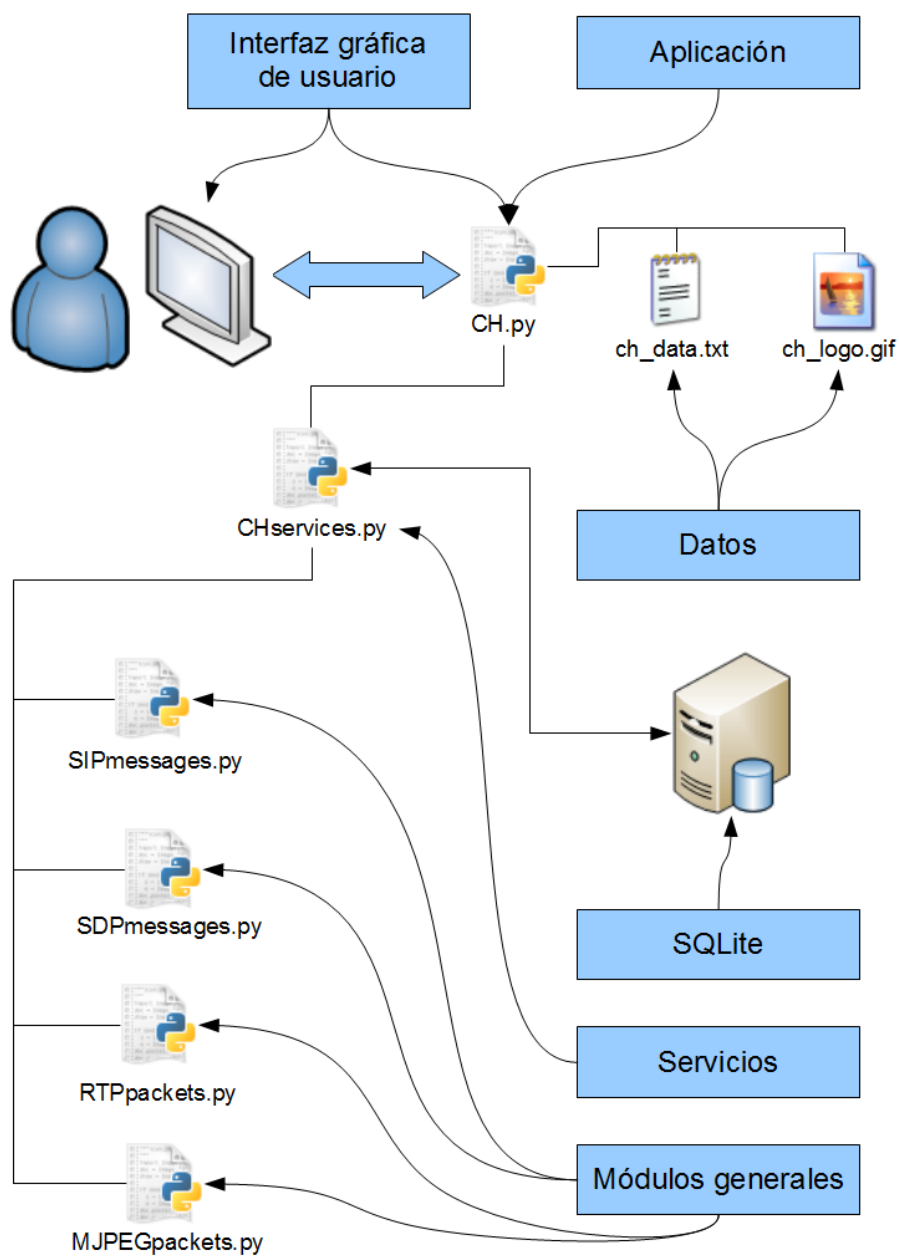 Interfaz gráfica
de usuario
Aplicación
CH.py
ch_data.txt
ch_logo.gif
CHservices.py
Datos
SIPmessages.py
SDPmessages.py
SQLite
RTPpackets.py
Servicios
Módulos generales
MJPEGpackets.py